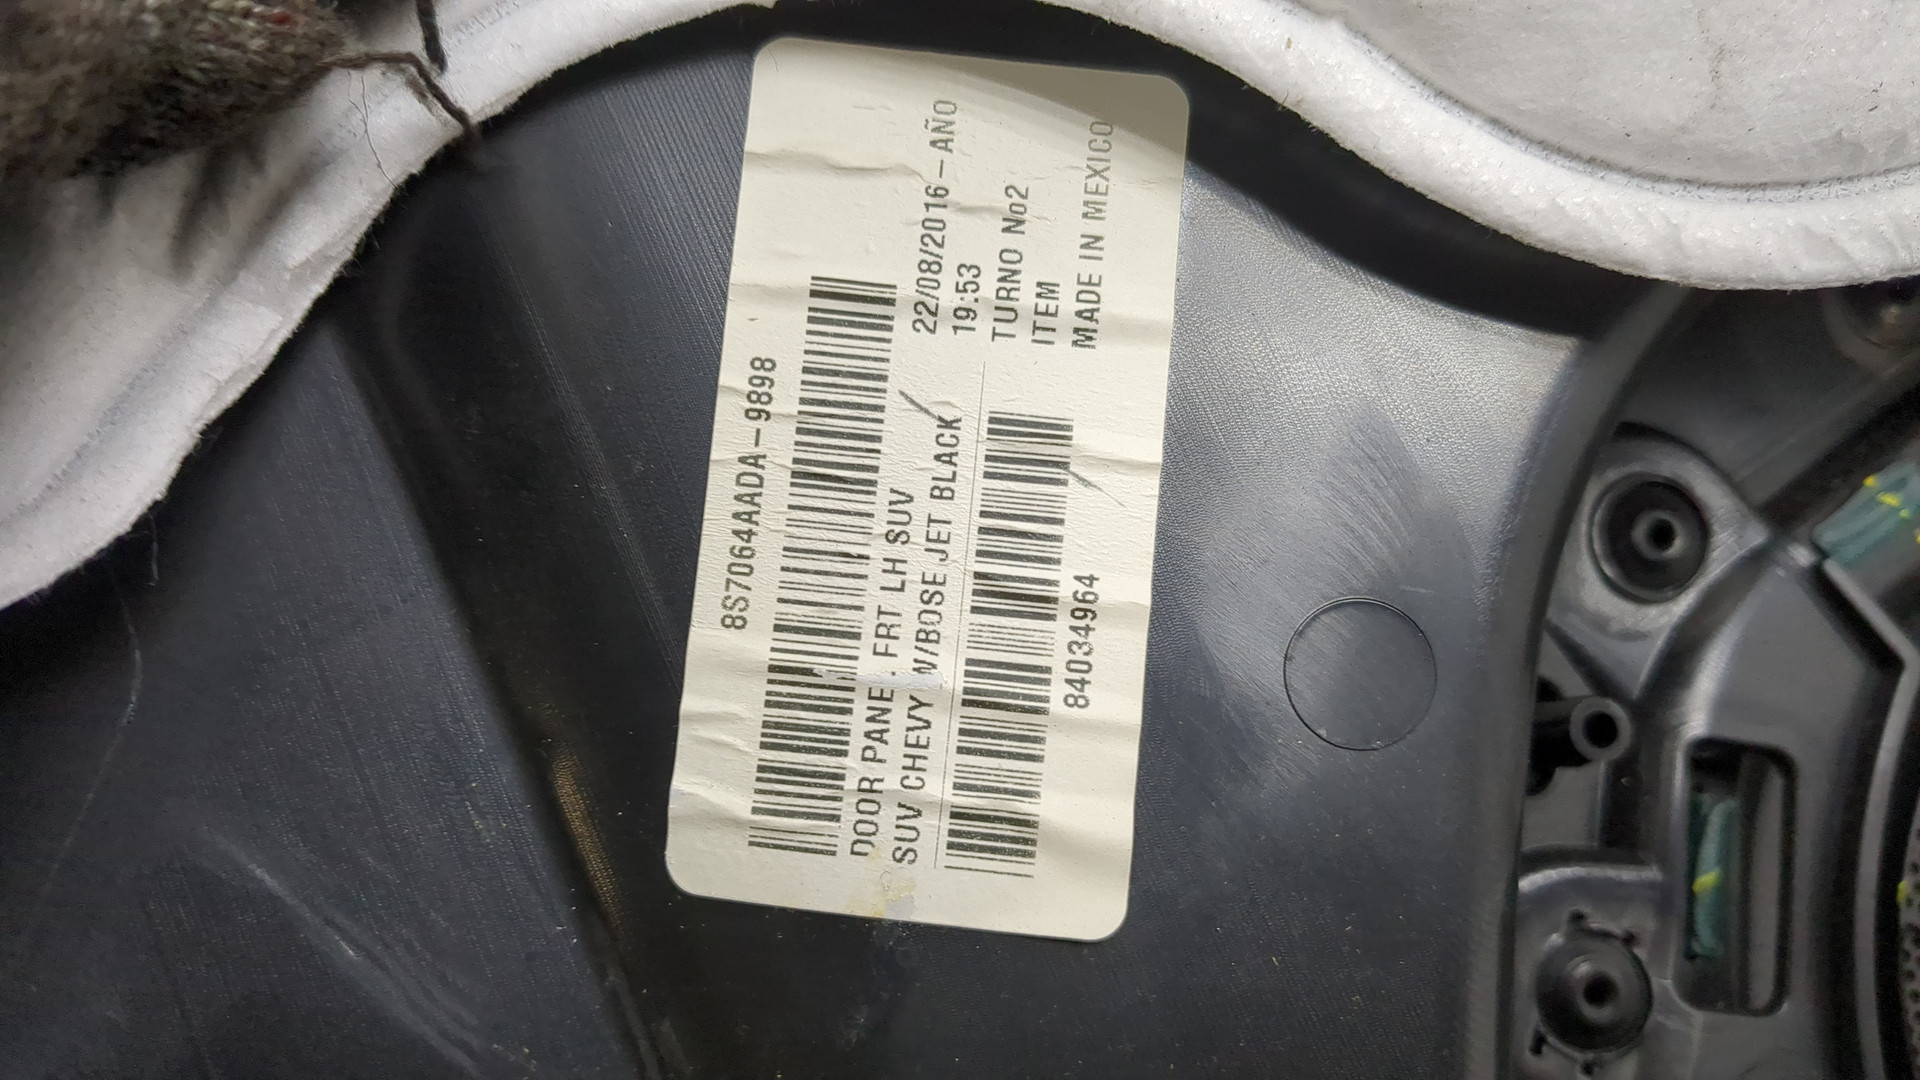 8S7064AADA-9898
DOOR PANEL FRT LH SUV
SUV CHEVY W/BOSE JET BLACK
84034964
22/08/2016-AÑO
19:53
TURNO No2
ITEM
MADE IN MEXICO